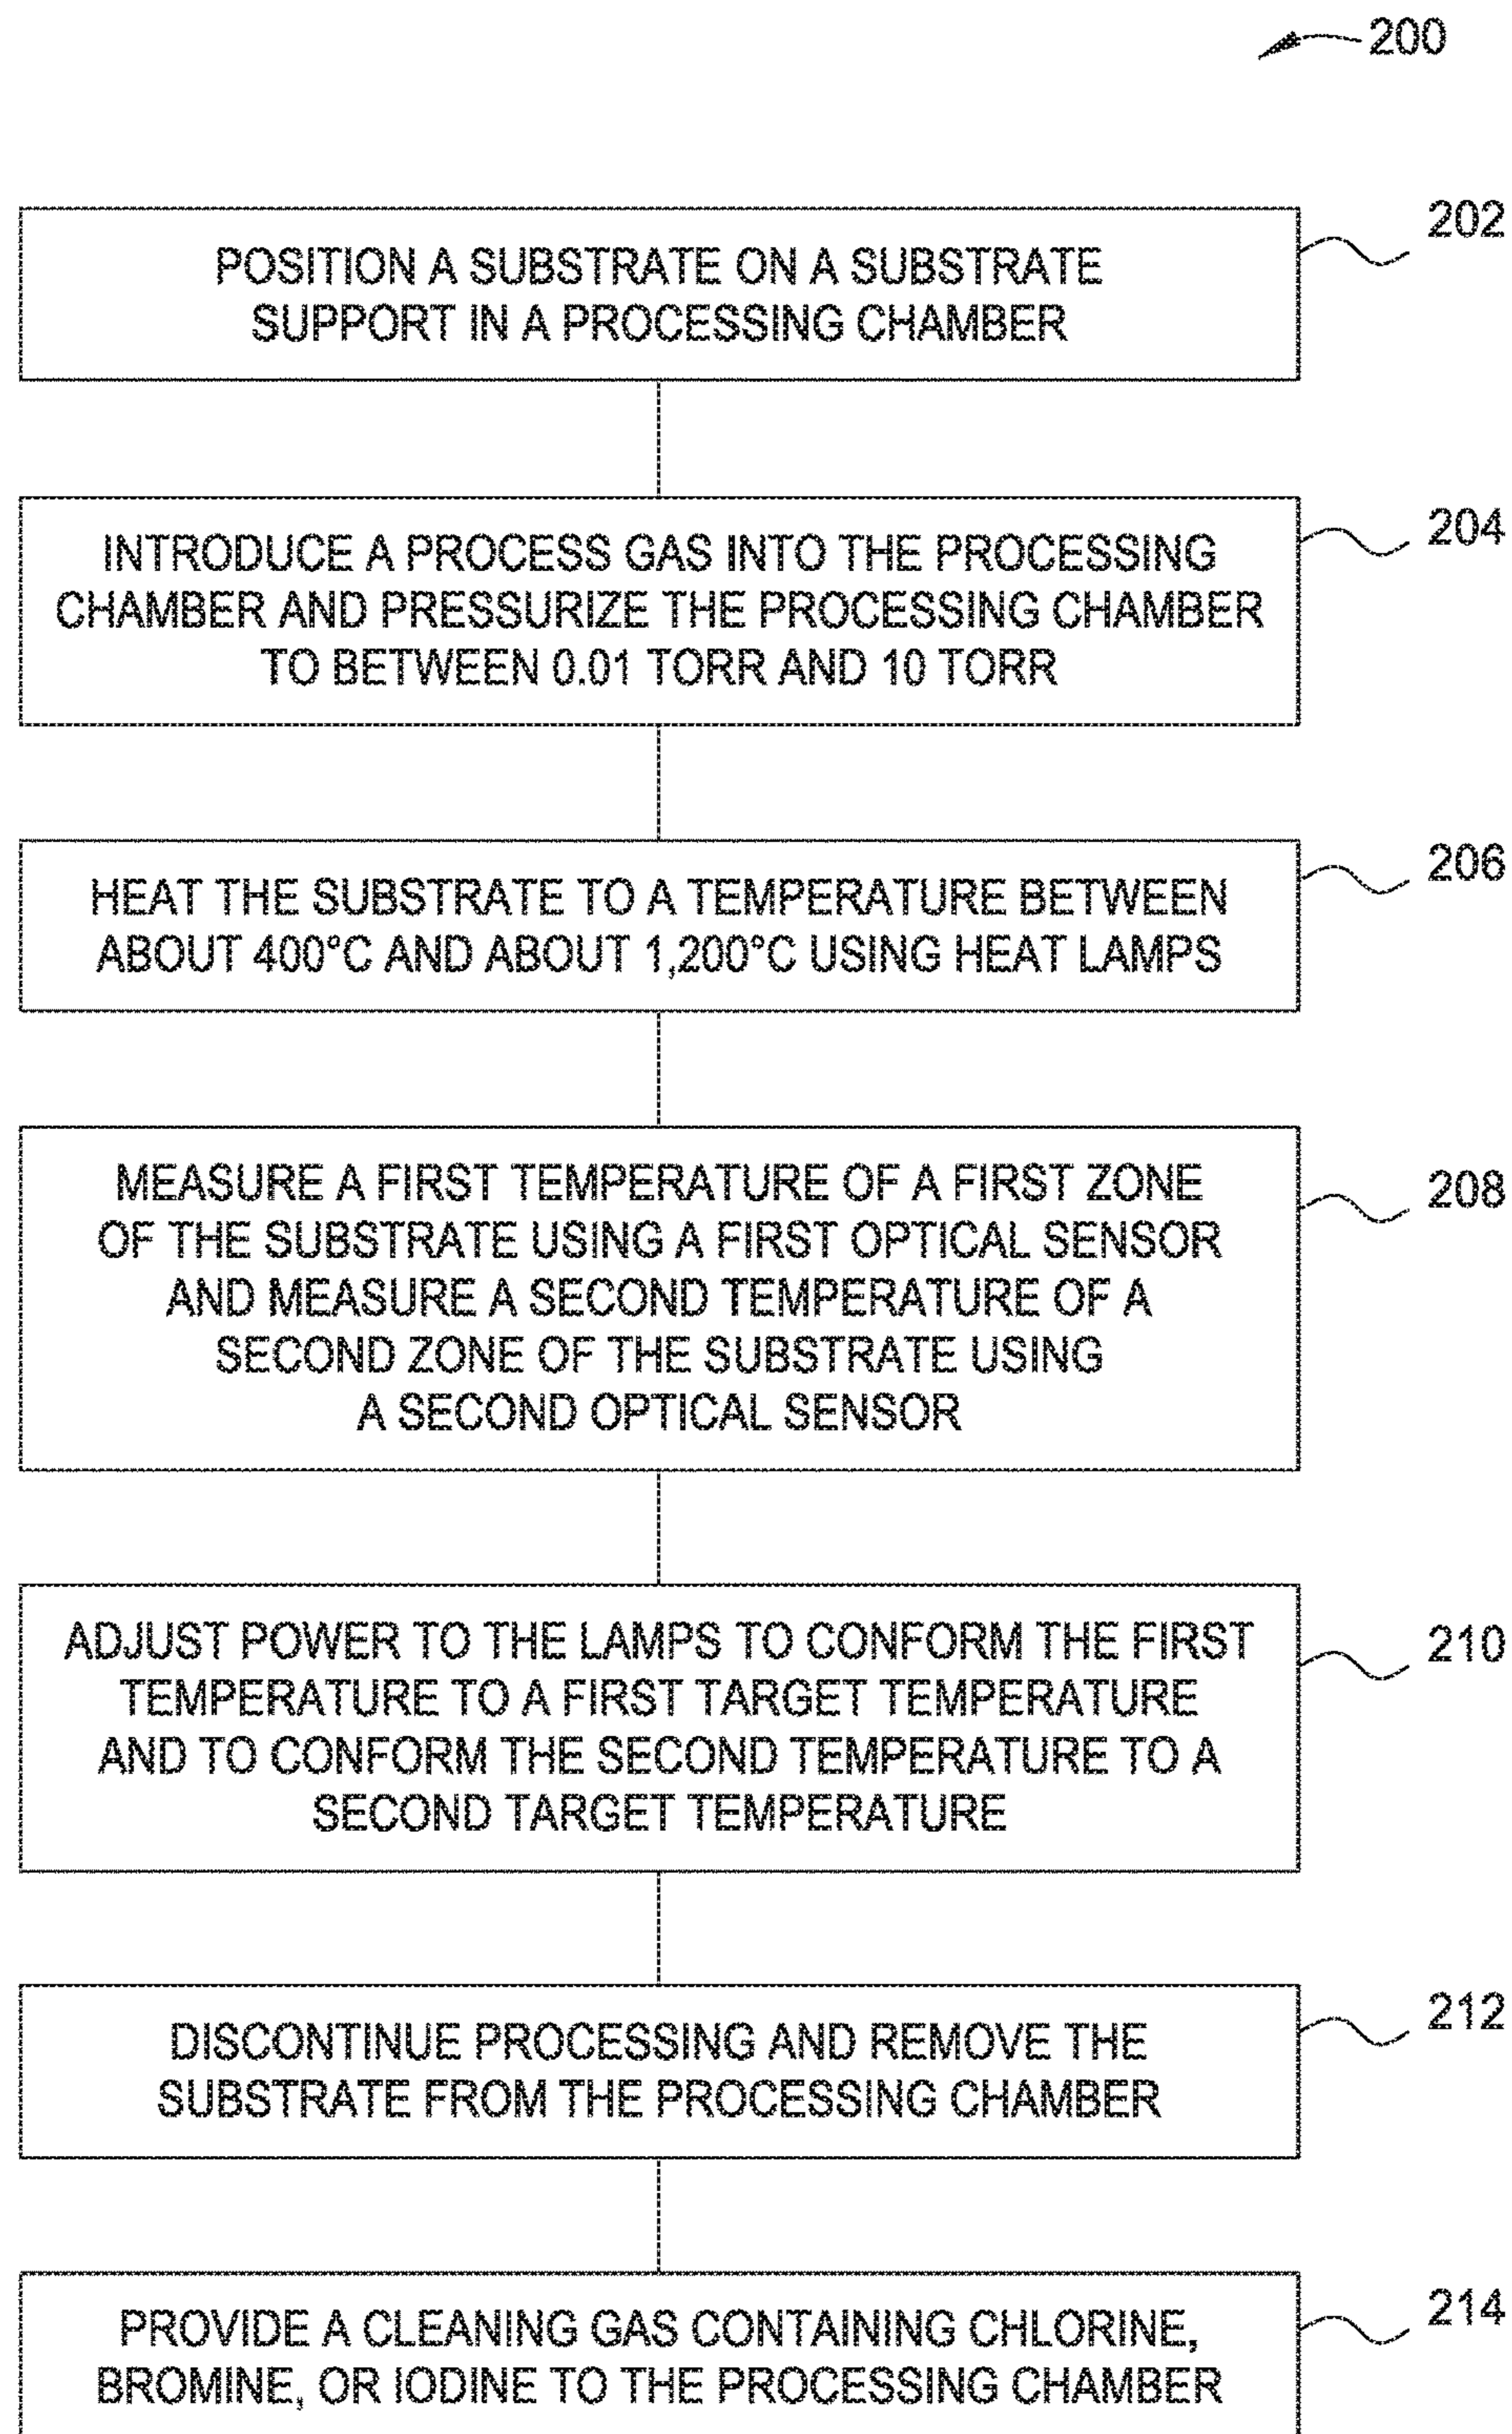 200
202
POSITION A SUBSTRATE ON A SUBSTRATE
SUPPORT IN A PROCESSING CHAMBER
204
INTRODUCE A PROCESS GAS INTO THE PROCESSING
CHAMBER AND PRESSURIZE THE PROCESSING CHAMBER
TO BETWEEN 0.01 TORR AND 10 TORR
206
HEAT THE SUBSTRATE TO A TEMPERATURE BETWEEN
ABOUT 400°C AND ABOUT 1,200°C USING HEAT LAMPS
208
MEASURE A FIRST TEMPERATURE OF A FIRST ZONE
OF THE SUBSTRATE USING A FIRST OPTICAL SENSOR
AND MEASURE A SECOND TEMPERATURE OF A
SECOND ZONE OF THE SUBSTRATE USING
A SECOND OPTICAL SENSOR
210
ADJUST POWER TO THE LAMPS TO CONFORM THE FIRST
TEMPERATURE TO A FIRST TARGET TEMPERATURE
AND TO CONFORM THE SECOND TEMPERATURE TO A
SECOND TARGET TEMPERATURE
212
DISCONTINUE PROCESSING AND REMOVE THE
SUBSTRATE FROM THE PROCESSING CHAMBER
214
PROVIDE A CLEANING GAS CONTAINING CHLORINE,
BROMINE, OR IODINE TO THE PROCESSING CHAMBER